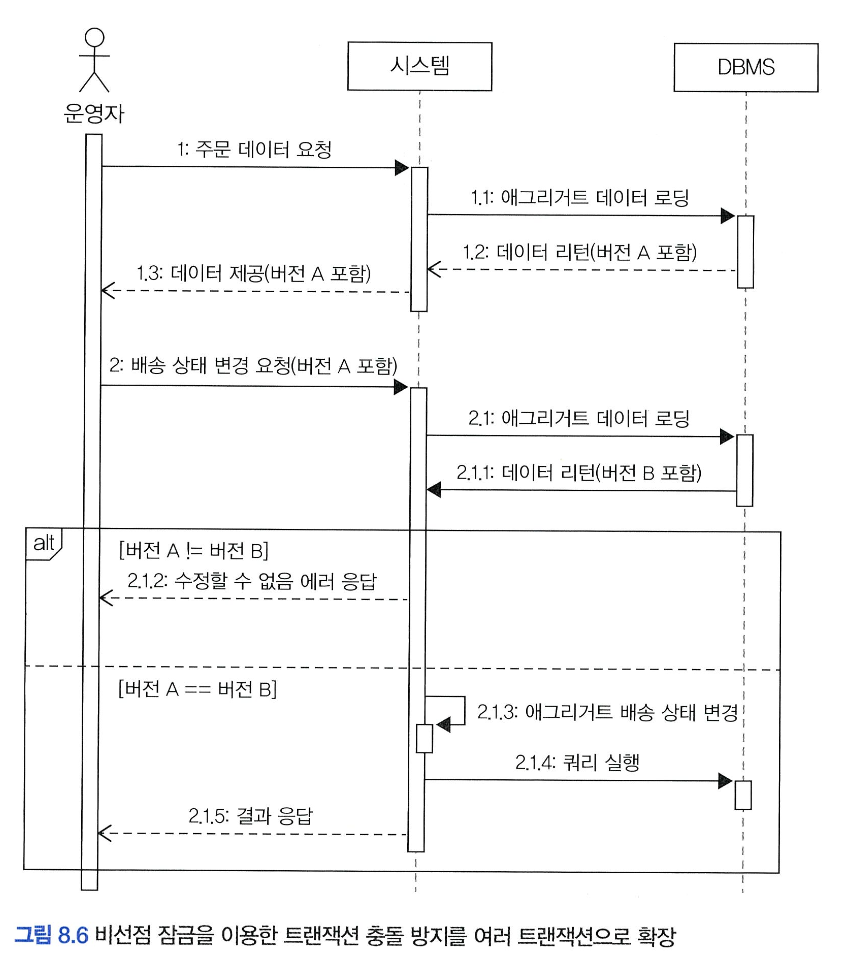 운영자
시스템
DBMS
1: 주문 데이터 요청
1.1: 애그리거트 데이터 로딩
1.2: 데이터 리턴(버전 A 포함)
1.3: 데이터 제공(버전 A 포함)
2: 배송 상태 변경 요청(버전 A 포함)
2.1: 애그리거트 데이터 로딩
2.1.1: 데이터 리턴(버전 B 포함)
alt
[버전 A != 버전 B]
2.1.2: 수정할 수 없음 에러 응답
[버전 A == 버전 B]
2.1.3: 애그리거트 배송 상태 변경
2.1.4: 쿼리 실행
2.1.5: 결과 응답
그림 8.6 비선점 잠금을 이용한 트랜잭션 충돌 방지를 여러 트랜잭션으로 확장